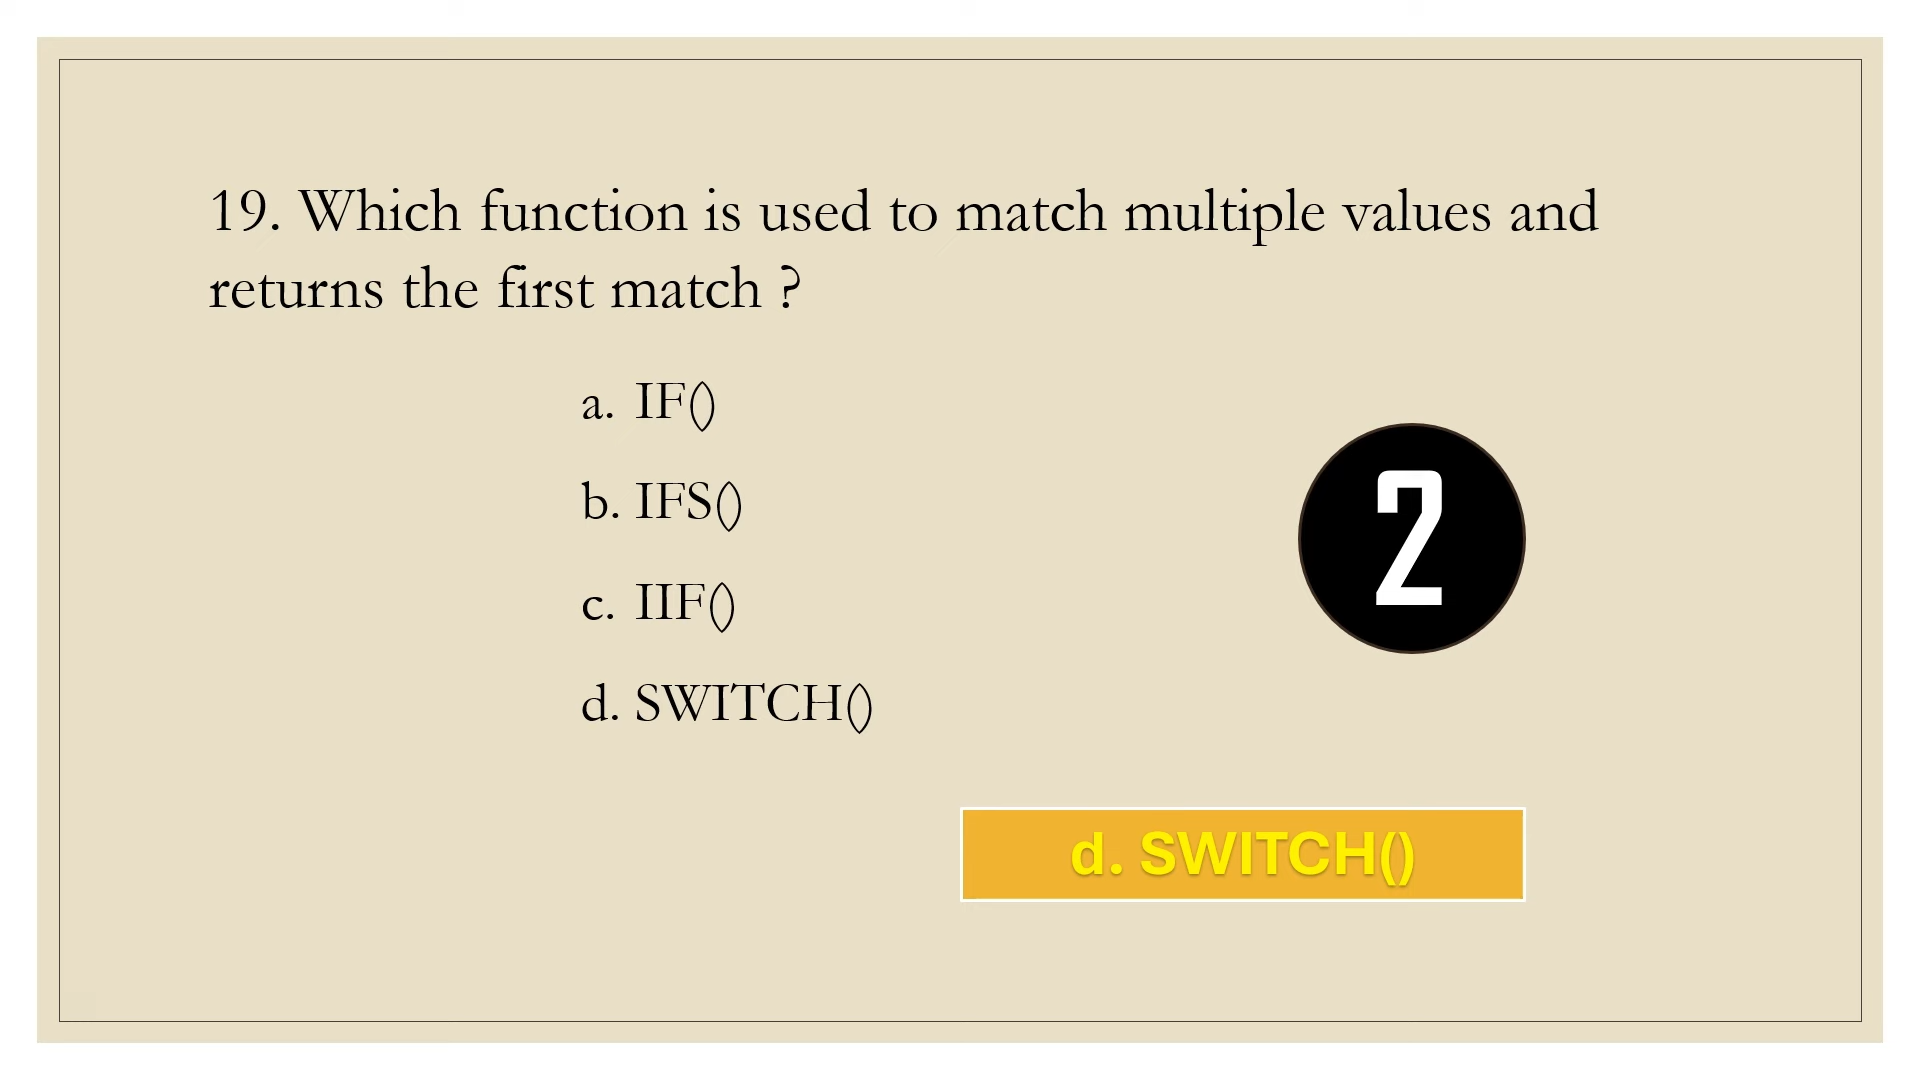 19. Which function is used to match multiple values and
returns the first match ?
a. IF()
b. IFS()
c. IIF()
d. SWITCH()
2
d. SWITCH()